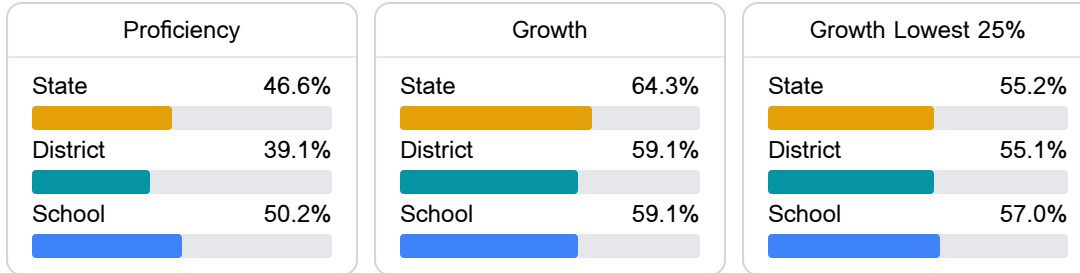 Proficiency
State 46.6%
District 39.1%
School 50.2%
Growth
State 64.3%
District 59.1%
School 59.1%
Growth Lowest 25%
State 55.2%
District 55.1%
School 57.0%